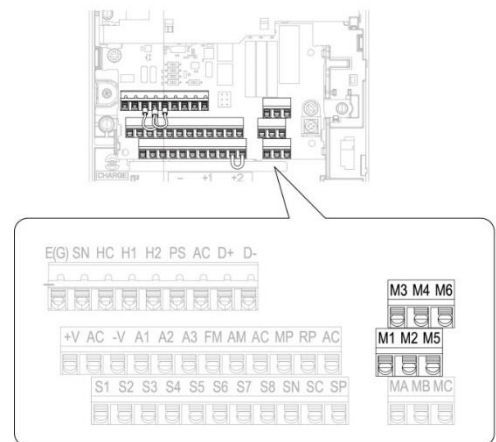 CHARGE
- +1 +2
E(G) SN HC H1 H2 PS AC D+ D-
M3 M4 M6
+V AC -V A1 A2 A3 FM AM AC MP RP AC
M1 M2 M5
S1 S2 S3 S4 S5 S6 S7 S8 SN SC SP
MA MB MC